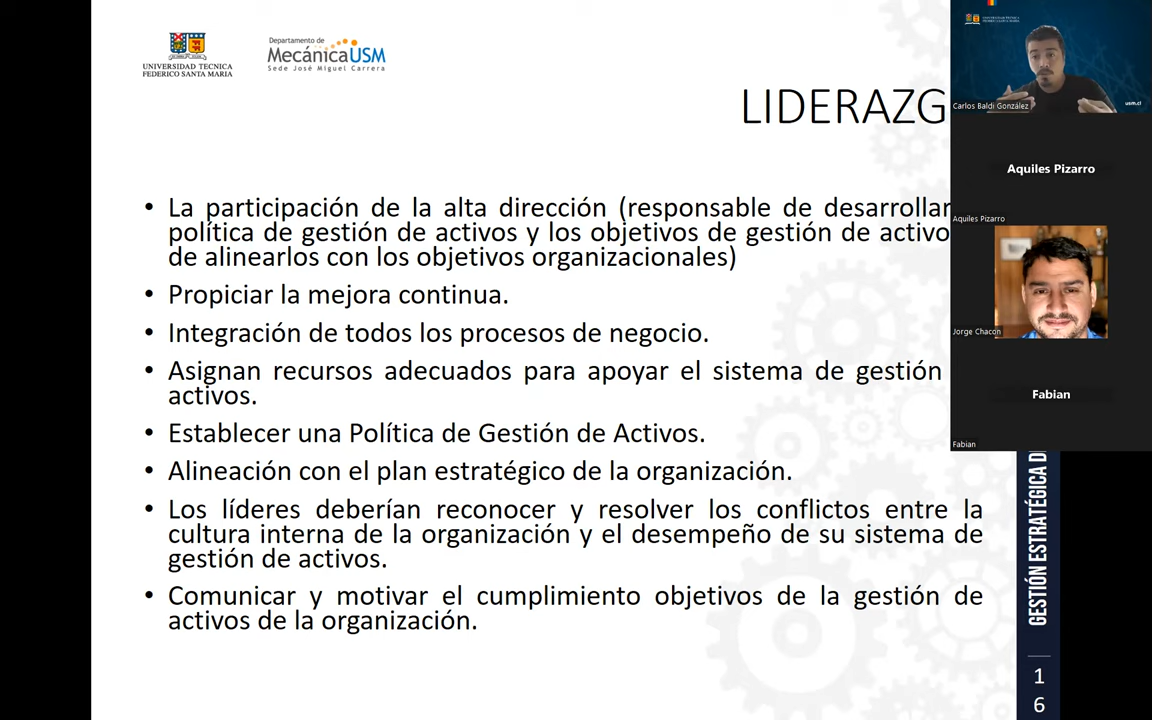 UNIVERSIDAD TECNICA
FEDERICO SANTA MARIA
Departamento de
MecánicaUSM
Sede José Miguel Carrera
LIDERAZG
• La participación de la alta dirección (responsable de desarrollar
política de gestión de activos y los objetivos de gestión de activo
de alinearlos con los objetivos organizacionales)
• Propiciar la mejora continua.
• Integración de todos los procesos de negocio.
• Asignan recursos adecuados para apoyar el sistema de gestión
activos.
• Establecer una Política de Gestión de Activos.
• Alineación con el plan estratégico de la organización.
• Los líderes deberían reconocer y resolver los conflictos entre la
cultura interna de la organización y el desempeño de su sistema de
gestión de activos.
• Comunicar y motivar el cumplimiento objetivos de la gestión de
activos de la organización.
GESTIÓN ESTRATÉGICA D
1
6
usm.cl
Carlos Baldi González
Aquiles Pizarro
Aquiles Pizarro
Jorge Chacon
Fabian
Fabian